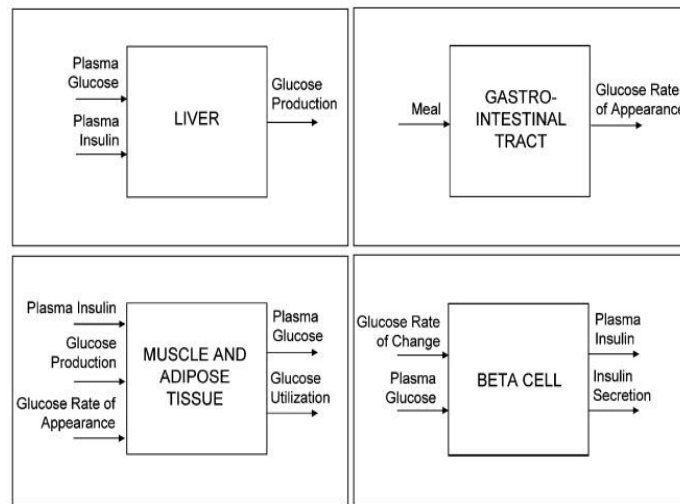 Plasma
Glucose
Plasma
Insulin
LIVER
Glucose
Production
Meal
GASTRO-
INTESTINAL
TRACT
Glucose Rate
of Appearance
Plasma Insulin
Glucose
Production
Glucose Rate of
Appearance
MUSCLE AND
ADIPOSE
TISSUE
Plasma
Glucose
Glucose
Utilization
Glucose Rate
of Change
Plasma
Glucose
BETA CELL
Plasma
Insulin
Insulin
Secretion